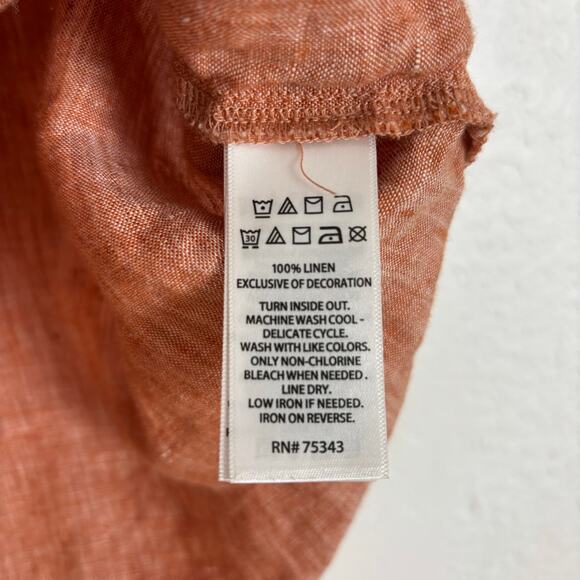 30
100% LINEN
EXCLUSIVE OF DECORATION
TURN INSIDE OUT.
MACHINE WASH COOL -
DELICATE CYCLE.
WASH WITH LIKE COLORS.
ONLY NON-CHLORINE
BLEACH WHEN NEEDED.
LINE DRY.
LOW IRON IF NEEDED.
IRON ON REVERSE.
RN# 75343